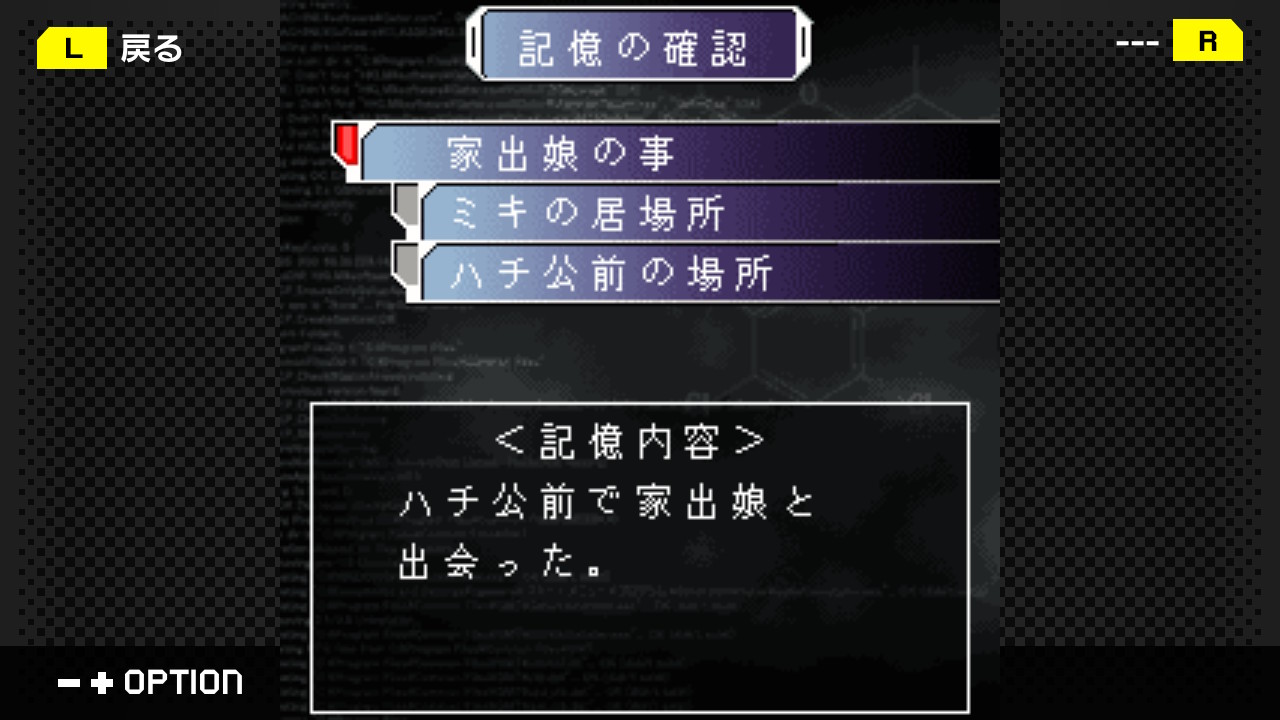 記憶の確認
L 戻る
--- R
家出娘の事
ミキの居場所
ハチ公前の場所
<記憶内容>
ハチ公前で家出娘と
出会った。
− + OPTION